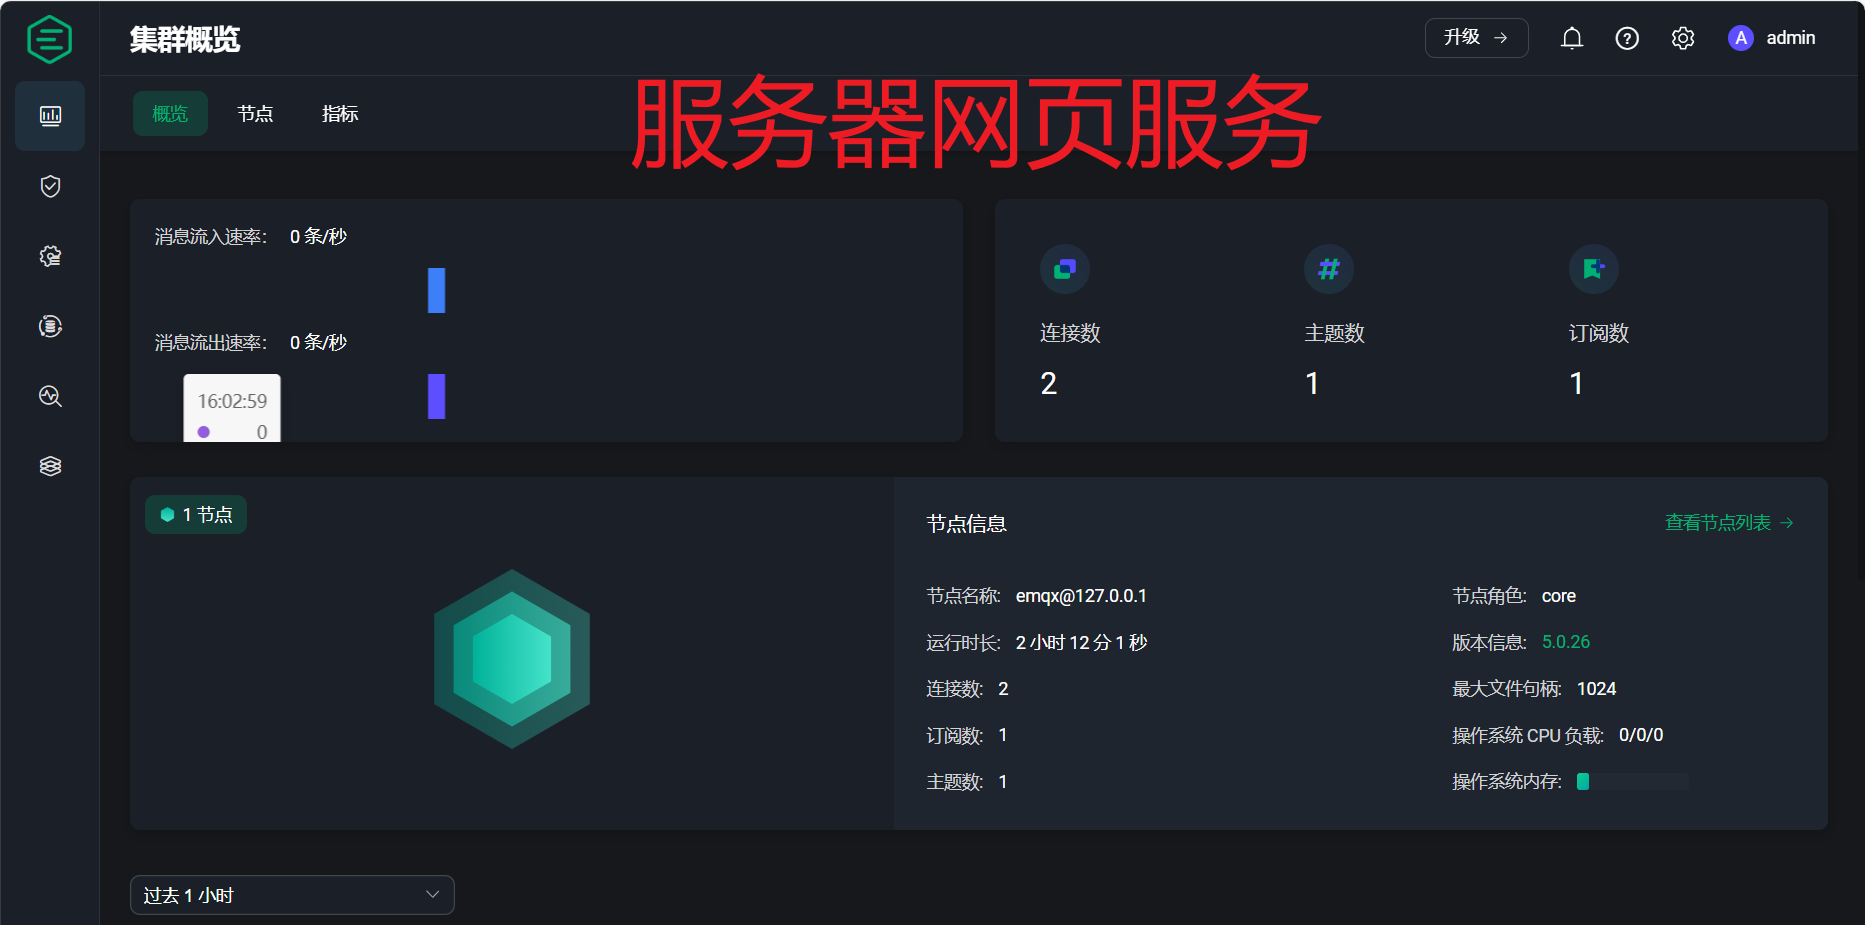 集群概览
升级 →
A admin
概览 节点 指标
服务器网页服务
消息流入速率： 0 条/秒
消息流出速率： 0 条/秒
16:02:59
0
连接数
2
主题数
1
订阅数
1
1 节点
节点信息
查看节点列表 →
节点名称: emqx@127.0.0.1
节点角色: core
运行时长: 2 小时 12 分 1 秒
版本信息: 5.0.26
连接数: 2
最大文件句柄: 1024
订阅数: 1
操作系统 CPU 负载: 0/0/0
主题数: 1
操作系统内存:
过去 1 小时